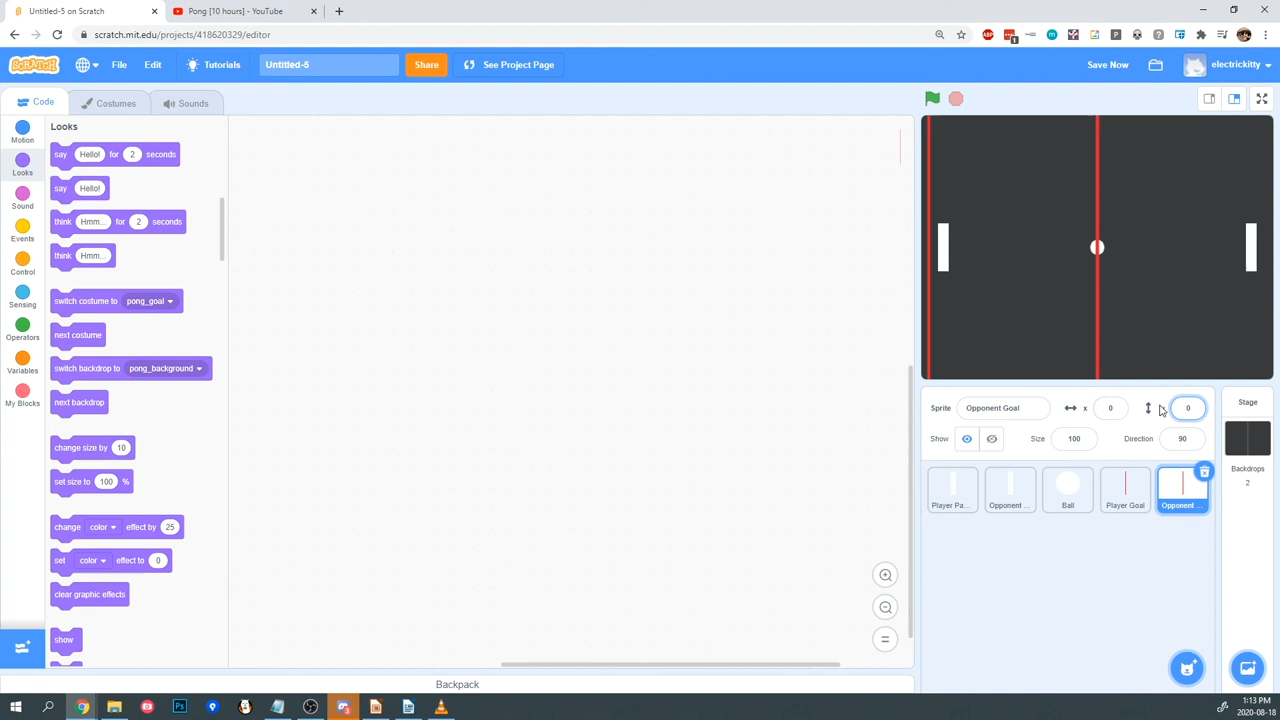 Untitled-5 on Scratch
Pong [10 hours] - YouTube
scratch.mit.edu/projects/418620329/editor
1
SCRATCH
File
Edit
Tutorials
Untitled-5
Share
See Project Page
Save Now
electrickitty
Code
Costumes
Sounds
Motion
Looks
Sound
Events
Control
Sensing
Operators
Variables
My Blocks
Looks
say Hello! for 2 seconds
say Hello!
think Hmm... for 2 seconds
think Hmm...
switch costume to pong_goal
next costume
switch backdrop to pong_background
next backdrop
change size by 10
set size to 100 %
change color effect by 25
set color effect to 0
clear graphic effects
show
Sprite Opponent Goal x 0 0
Show Size 100 Direction 90
Player Pa...
Opponent ...
Ball
Player Goal
Opponent ...
Stage
Backdrops
2
Backpack
Ps
1:13 PM
2020-08-18